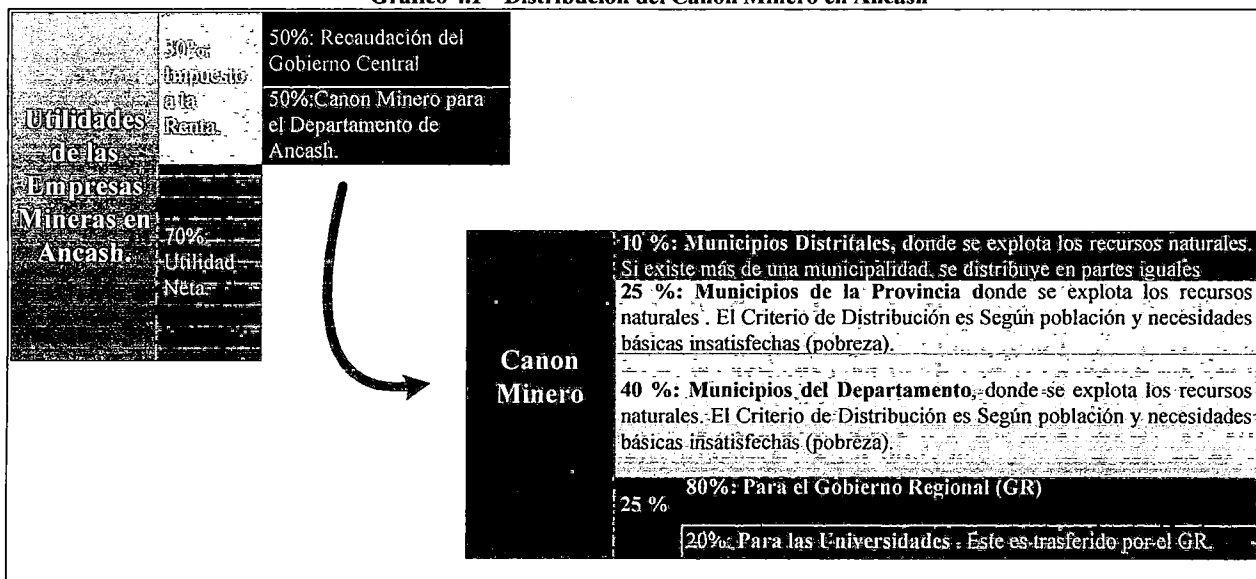 Gráfico 4.1 Distribución del Canon Minero en Ancash
Utilidades
de las
Empresas
Mineras en
Ancash.
30%:
Impuesto
a la
Renta.
50%: Recaudación del
Gobierno Central
50%:Canon Minero para
el Departamento de
Ancash.
70%
Utilidad
Neta.
Canon
Minero
10 %: Municipios Distritales, donde se explota los recursos naturales.
Si existe más de una municipalidad, se distribuye en partes iguales
25 %: Municipios de la Provincia donde se explota los recursos
naturales . El Criterio de Distribución es Según población y necesidades
básicas insatisfechas (pobreza).
40 %: Municipios del Departamento, donde se explota los recursos
naturales. El Criterio de Distribución es Según población y necesidades
básicas insatisfechas (pobreza).
25 %
80%: Para el Gobierno Regional (GR)
20%: Para las Universidades . Este es trasferido por el GR.